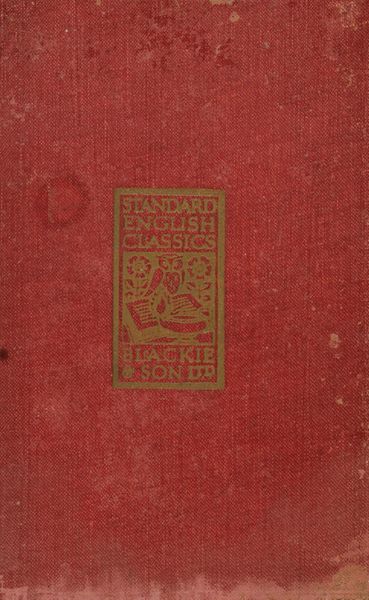 STANDARD
ENGLISH
CLASSICS
BLACKIE
& SON LTD